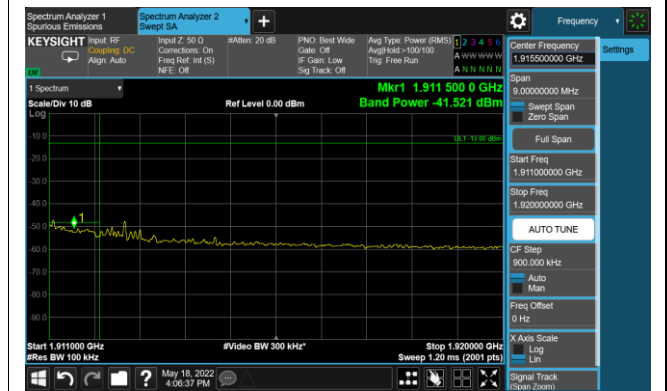 Spectrum Analyzer 1
Spurious Emissions
Spectrum Analyzer 2
Swept SA
Frequency
KEYSIGHT
Input: RF
Coupling: DC
Align: Auto
LW
Input Z: 50 Ω
Corrections: On
Freq Ref: Int (S)
NFE: Off
#Atten: 20 dB
PNO: Best Wide
Gate: Off
IF Gain: Low
Sig Track: Off
Avg Type: Power (RMS)
Avg|Hold:>100/100
Trig: Free Run
1 2 3 4 5 6
A WW WW W
A N N N N N
1 Spectrum
Scale/Div 10 dB
Log
Ref Level 0.00 dBm
Mkr1 1.911 500 0 GHz
Band Power -41.521 dBm
DL1 -13.00 dBm
-10.0
-20.0
-30.0
-40.0
-50.0
-60.0
-70.0
-80.0
-90.0
1
Start 1.911000 GHz
#Res BW 100 kHz
#Video BW 300 kHz*
Stop 1.920000 GHz
Sweep 1.20 ms (2001 pts)
May 18, 2022
4:06:37 PM
Center Frequency
1.915500000 GHz
Settings
Span
9.00000000 MHz
Swept Span
Zero Span
Full Span
Start Freq
1.911000000 GHz
Stop Freq
1.920000000 GHz
AUTO TUNE
CF Step
900.000 kHz
Auto
Man
Freq Offset
0 Hz
X Axis Scale
Log
Lin
Signal Track
(Span Zoom)